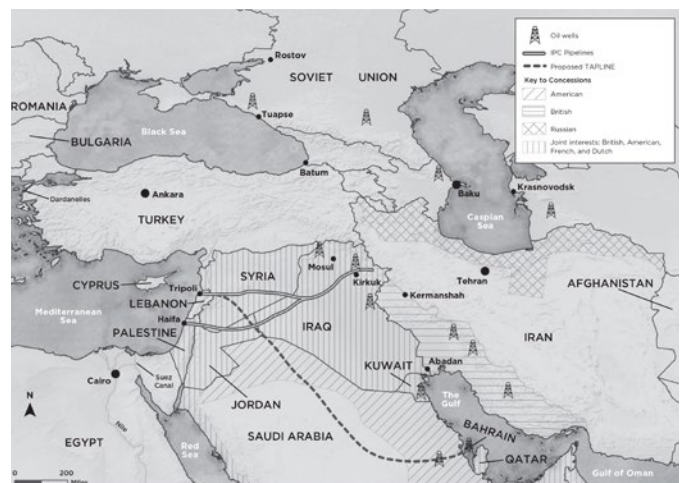 Oil wells
IPC Pipelines
Proposed TAPLINE
Key to Concessions
American
British
Russian
Joint interests: British, American,
French, and Dutch
Rostov
SOVIET UNION
ROMANIA
Tuapse
BULGARIA
Black Sea
Batum
Dardanelles
Ankara
TURKEY
Baku
Krasnovodsk
Caspian
Sea
CYPRUS
Tripoli
SYRIA
Mosul
Kirkuk
Tehran
Kermanshah
AFGHANISTAN
Mediterranean
Sea
LEBANON
Haifa
PALESTINE
IRAQ
IRAN
Cairo
Suez
Canal
KUWAIT
Abadan
N
JORDAN
The
Gulf
EGYPT
Nile
Red
Sea
SAUDI ARABIA
BAHRAIN
QATAR
Gulf of Oman
0 200
Miles